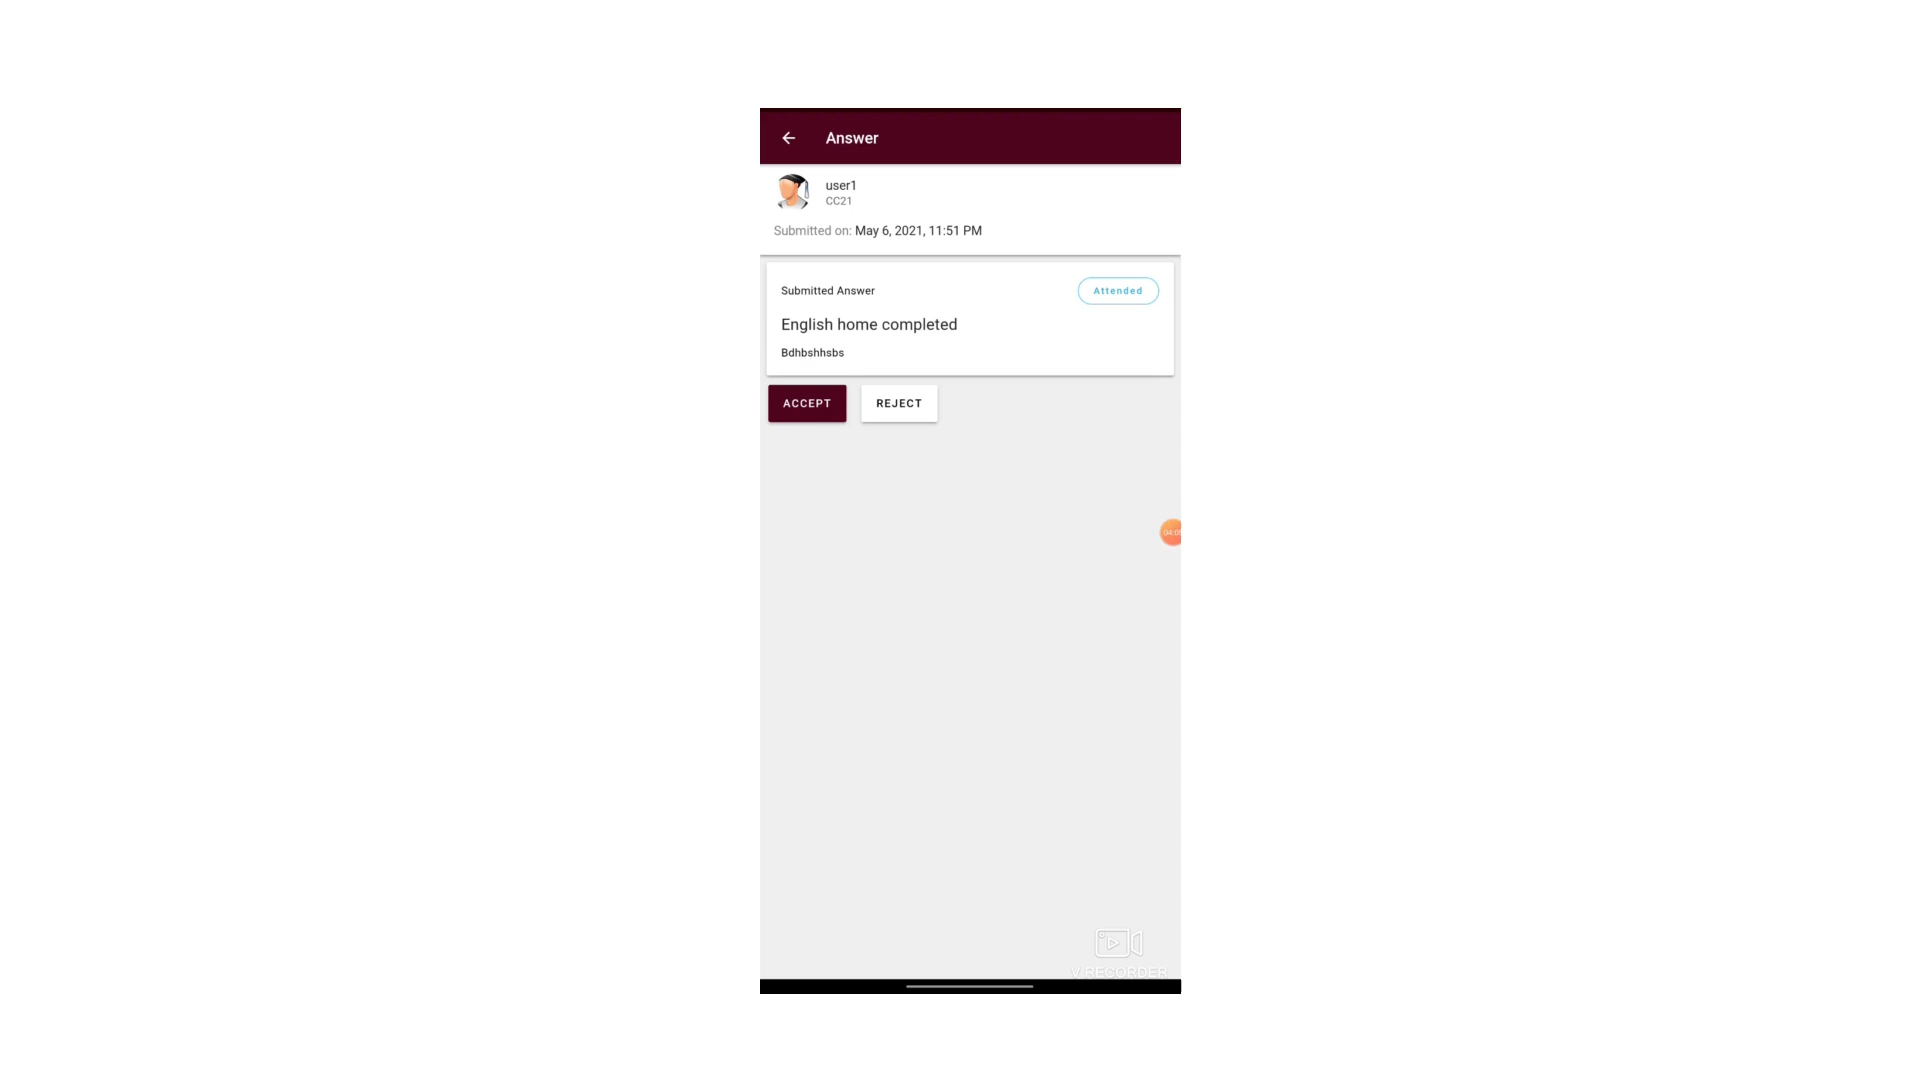 Answer
user1
CC21
Submitted on: May 6, 2021, 11:51 PM
Submitted Answer
Attended
English home completed
Bdhbshhsbs
ACCEPT
REJECT
V RECORDER